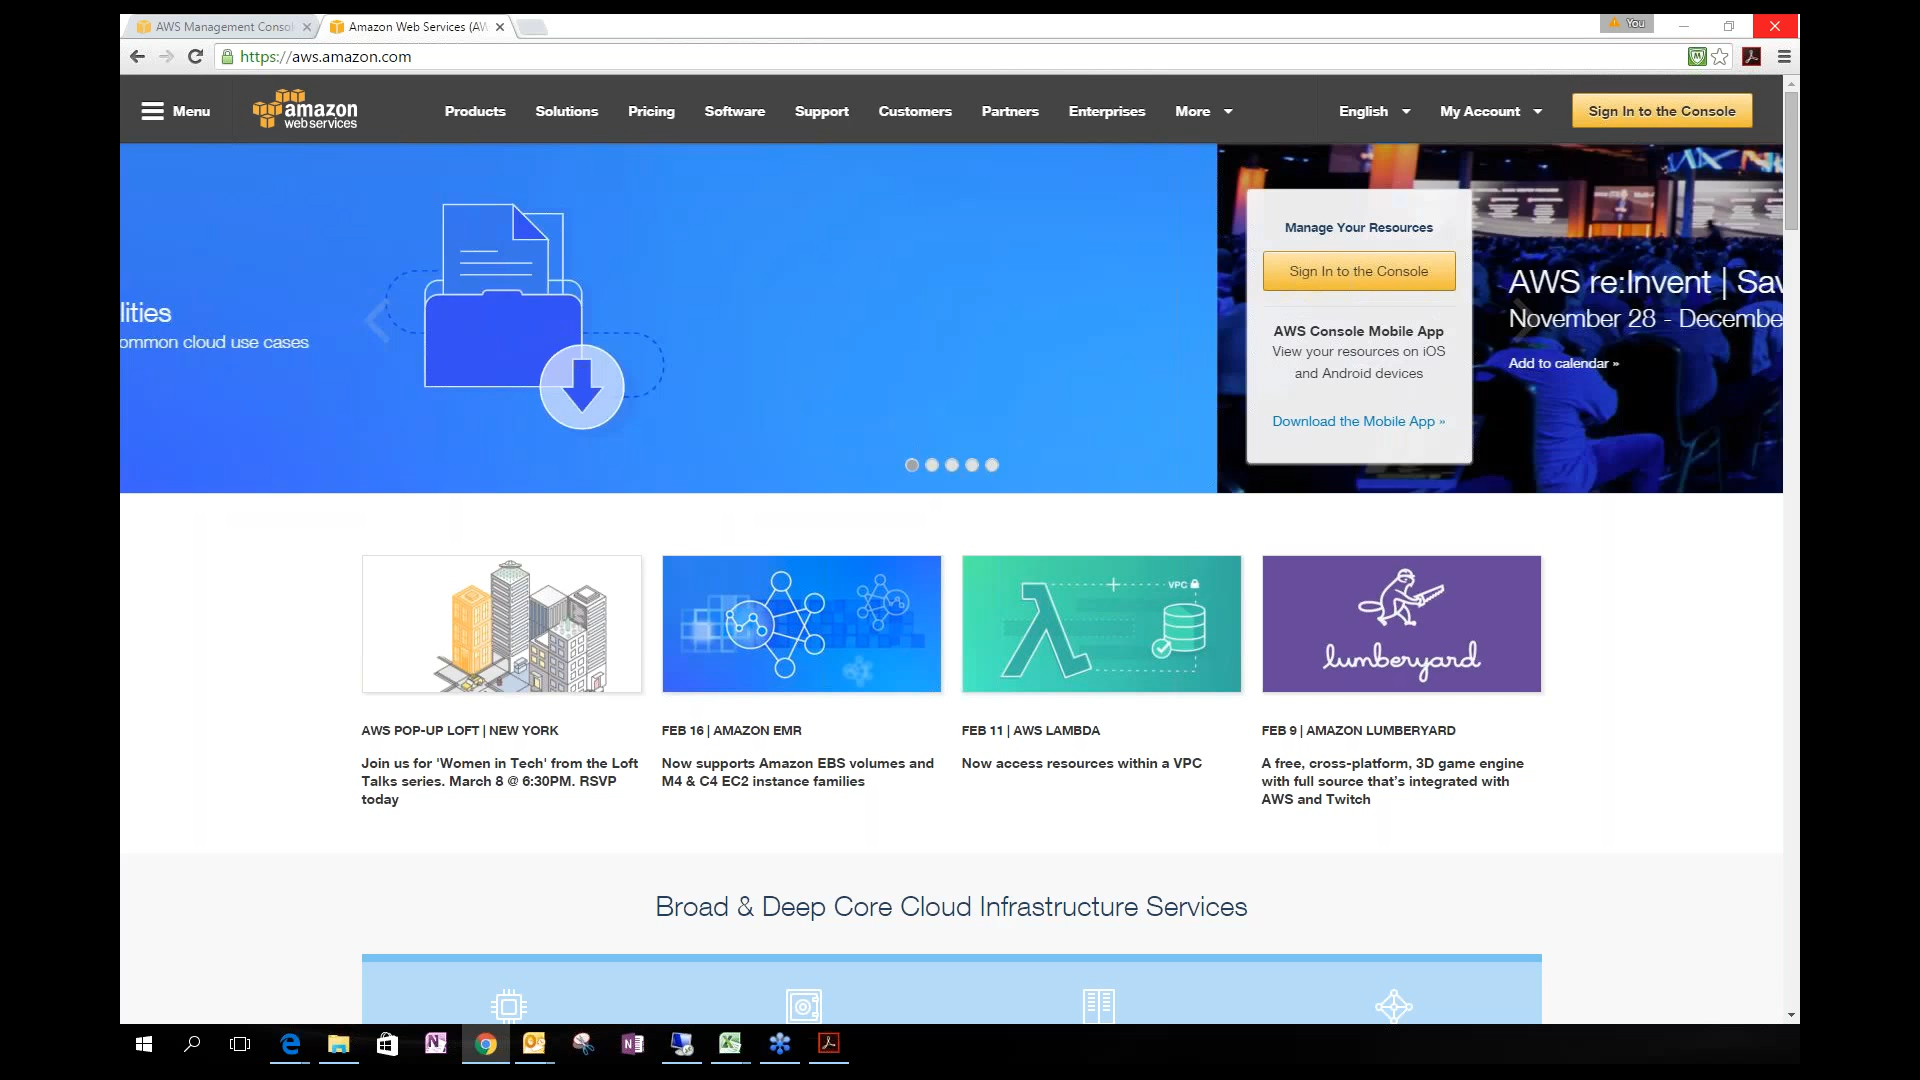 AWS Management Consol
Amazon Web Services (AW
You
https://aws.amazon.com
Menu
amazon
webservices
Products
Solutions
Pricing
Software
Support
Customers
Partners
Enterprises
More
English
My Account
Sign In to the Console
lities
ommon cloud use cases
Manage Your Resources
Sign In to the Console
AWS Console Mobile App
View your resources on iOS
and Android devices
Download the Mobile App »
AWS re:Invent | Sav
November 28 - Decembe
Add to calendar »
VPC
lumberyard
AWS POP-UP LOFT | NEW YORK
Join us for 'Women in Tech' from the Loft
Talks series. March 8 @ 6:30PM. RSVP
today
FEB 16 | AMAZON EMR
Now supports Amazon EBS volumes and
M4 & C4 EC2 instance families
FEB 11 | AWS LAMBDA
Now access resources within a VPC
FEB 9 | AMAZON LUMBERYARD
A free, cross-platform, 3D game engine
with full source that's integrated with
AWS and Twitch
Broad & Deep Core Cloud Infrastructure Services